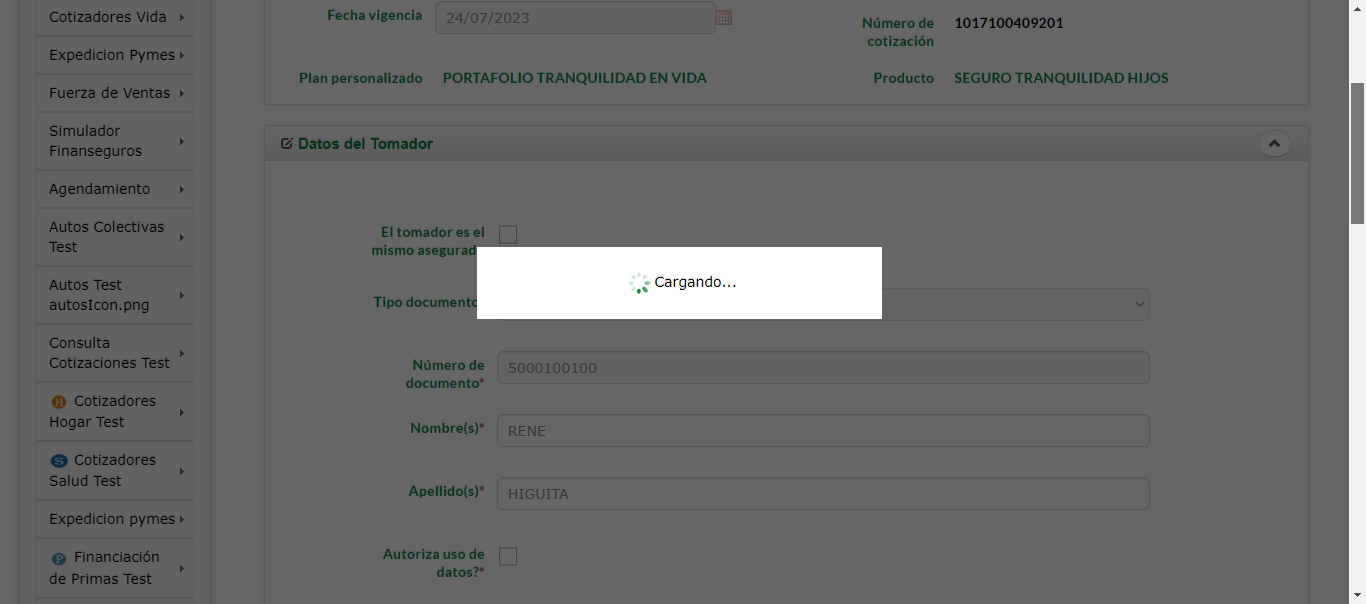 Cotizadores Vida
Expedicion Pymes
Fuerza de Ventas
Simulador
Finanseguros
Agendamiento
Autos Colectivas
Test
Autos Test
autosIcon.png
Consulta
Cotizaciones Test
H Cotizadores
Hogar Test
S Cotizadores
Salud Test
Expedicion pymes
P Financiación
de Primas Test
Fecha vigencia
24/07/2023
Número de
cotización
1017100409201
Plan personalizado
PORTAFOLIO TRANQUILIDAD EN VIDA
Producto
SEGURO TRANQUILIDAD HIJOS
Datos del Tomador
El tomador es el
mismo asegurad
Cargando...
Tipo documento
Número de
documento*
5000100100
Nombre(s)*
RENE
Apellido(s)*
HIGUITA
Autoriza uso de
datos?*